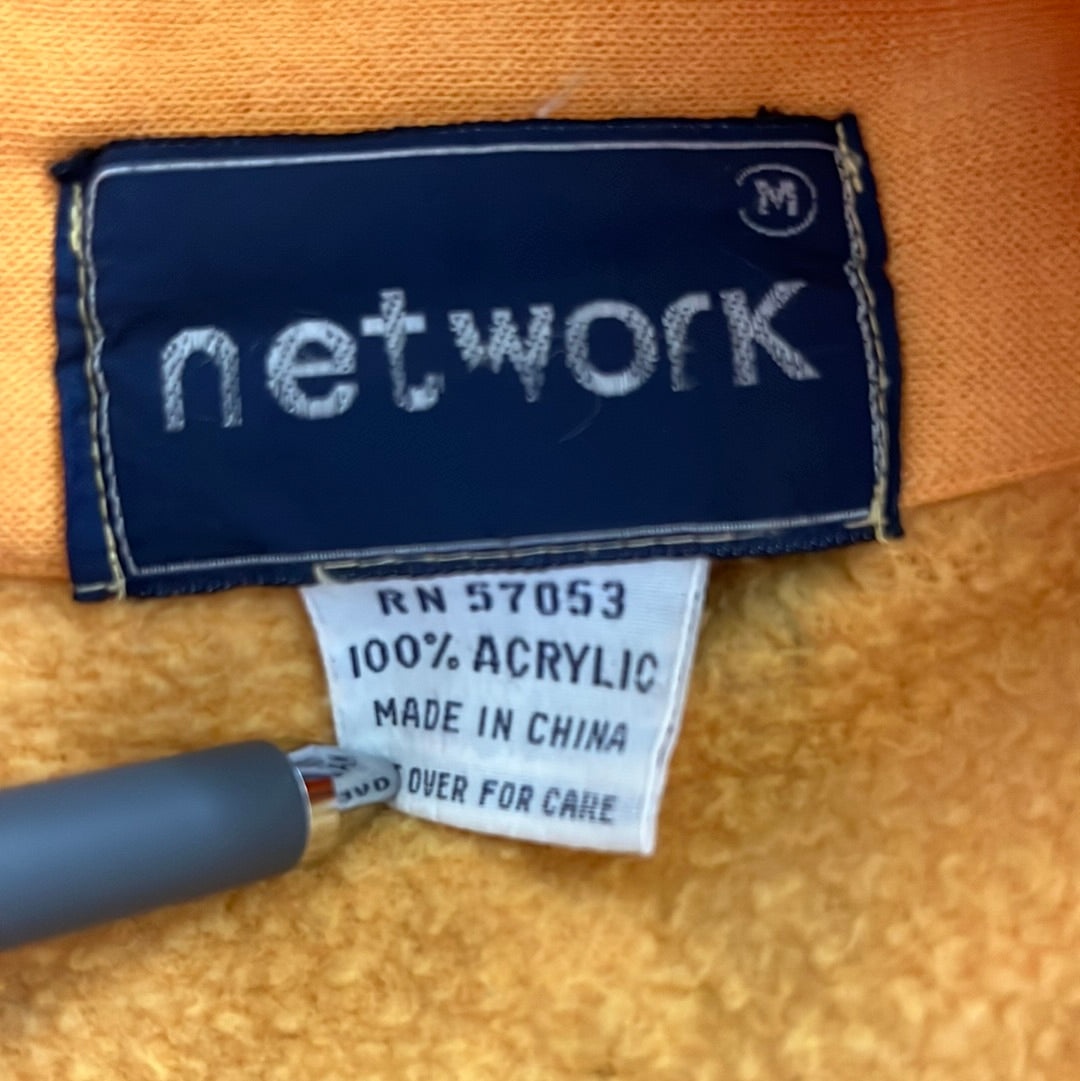 M
network
RN 57053
100% ACRYLIC
MADE IN CHINA
OVER FOR CARE